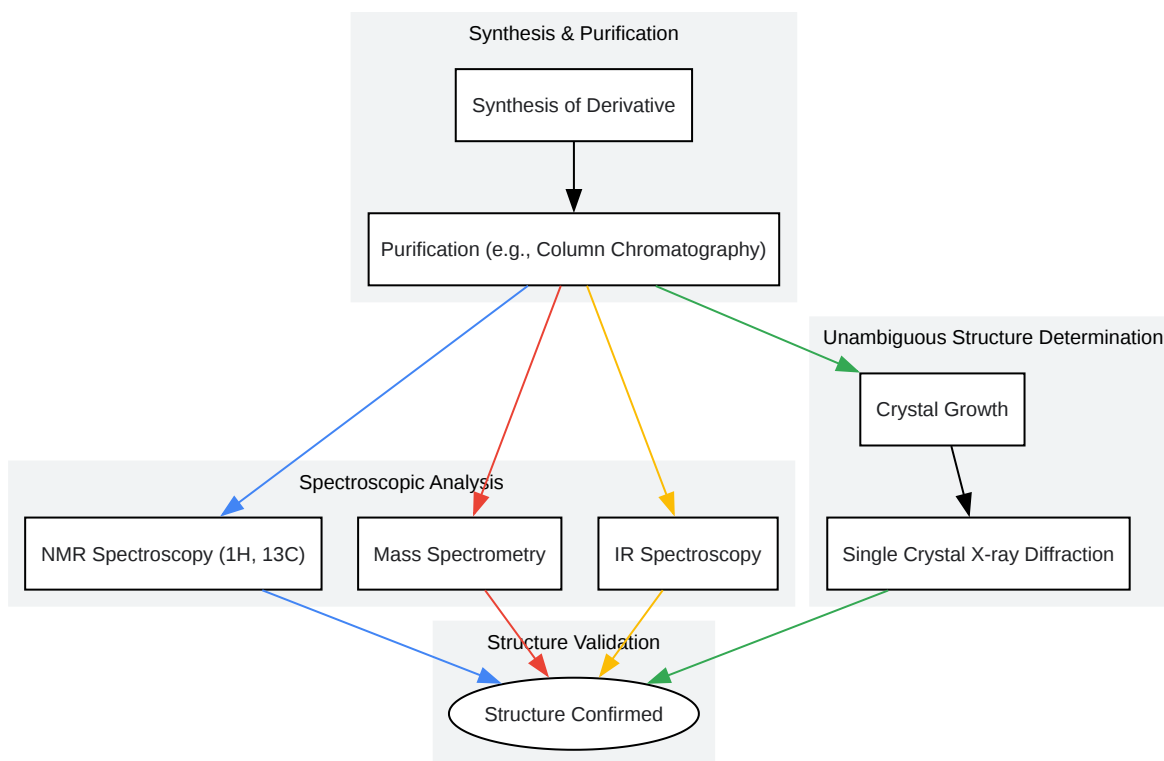 Synthesis & Purification
Synthesis of Derivative
Purification (e.g., Column Chromatography)
Unambiguous Structure Determination
Crystal Growth
Spectroscopic Analysis
NMR Spectroscopy (1H, 13C)
Mass Spectrometry
IR Spectroscopy
Single Crystal X-ray Diffraction
Structure Validation
Structure Confirmed